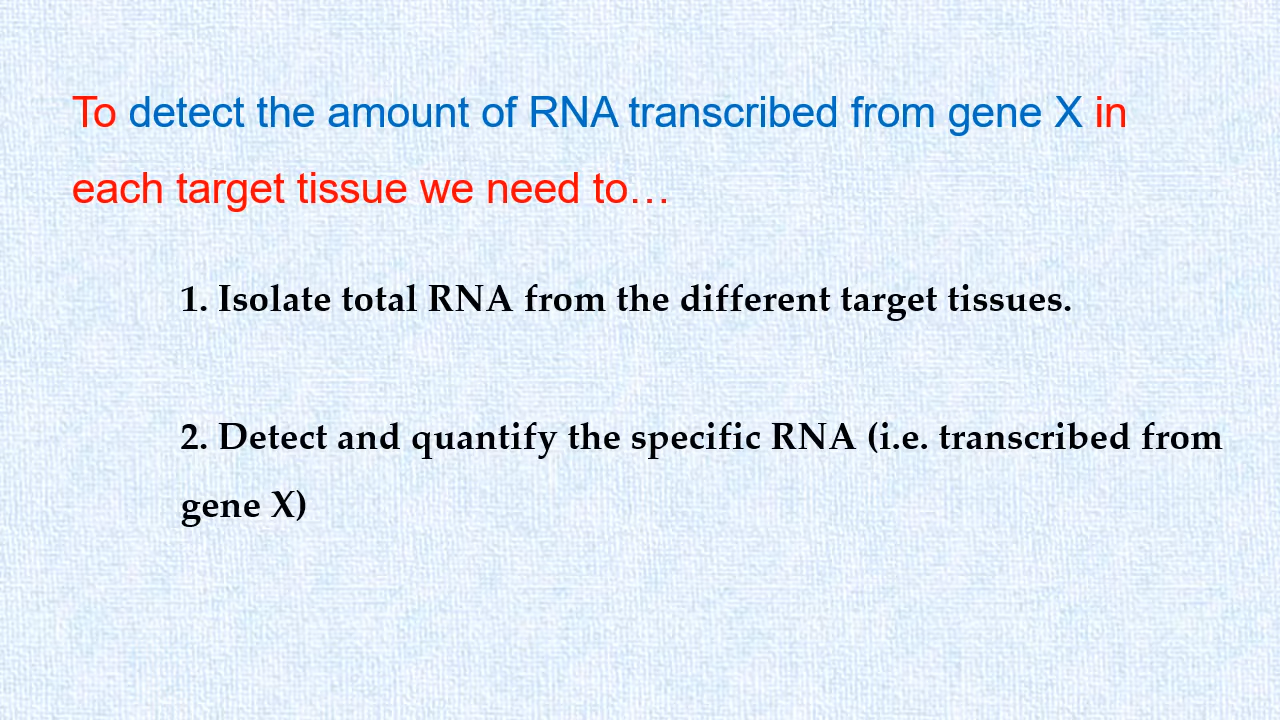 To detect the amount of RNA transcribed from gene X in
each target tissue we need to…
1. Isolate total RNA from the different target tissues.
2. Detect and quantify the specific RNA (i.e. transcribed from
gene X)